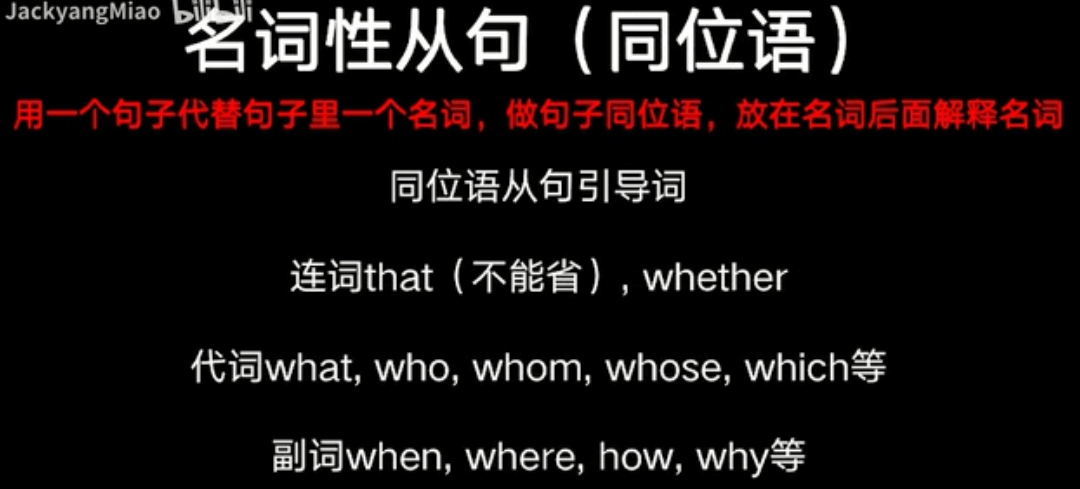 JackyangMiao bilibili
名词性从句（同位语）
用一个句子代替句子里一个名词，做句子同位语，放在名词后面解释名词
同位语从句引导词
连词that（不能省）, whether
代词what, who, whom, whose, which等
副词when, where, how, why等